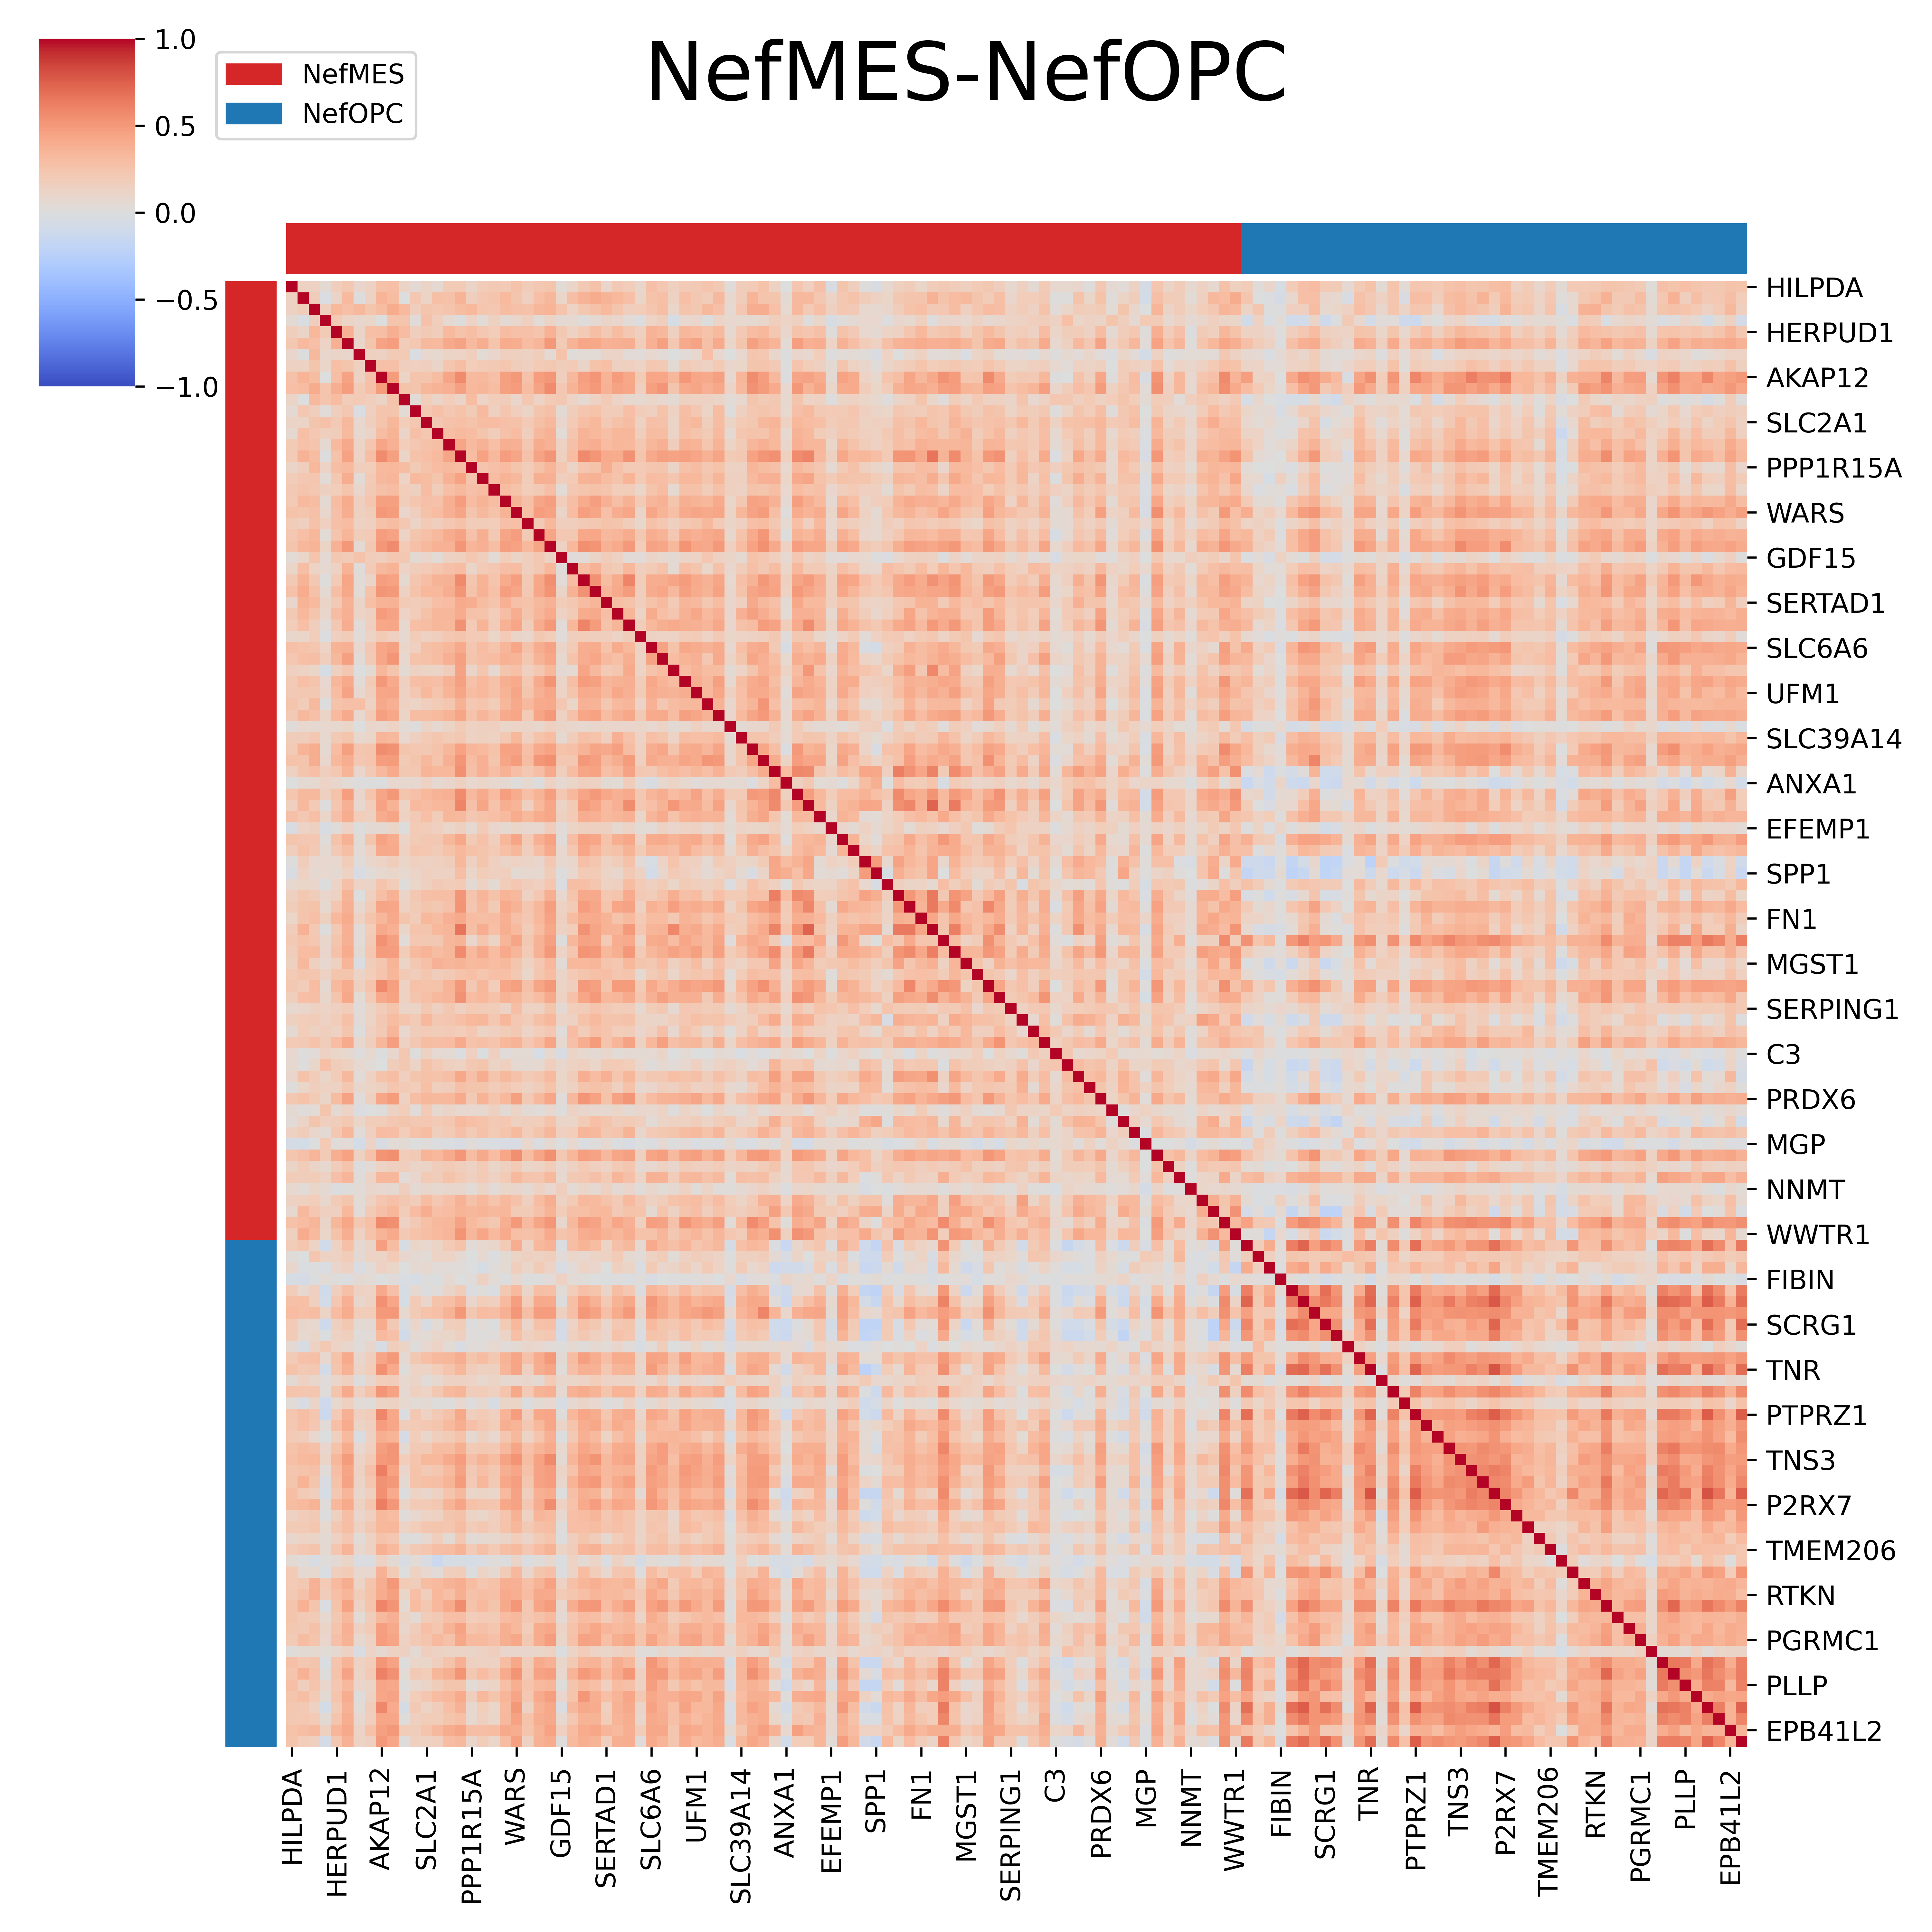 NefMES-NefOPC
1.0
0.5
0.0
−0.5
−1.0
NefMES
NefOPC
HILPDA
HERPUD1
AKAP12
SLC2A1
PPP1R15A
WARS
GDF15
SERTAD1
SLC6A6
UFM1
SLC39A14
ANXA1
EFEMP1
SPP1
FN1
MGST1
SERPING1
C3
PRDX6
MGP
NNMT
WWTR1
FIBIN
SCRG1
TNR
PTPRZ1
TNS3
P2RX7
TMEM206
RTKN
PGRMC1
PLLP
EPB41L2
HILPDA
HERPUD1
AKAP12
SLC2A1
PPP1R15A
WARS
GDF15
SERTAD1
SLC6A6
UFM1
SLC39A14
ANXA1
EFEMP1
SPP1
FN1
MGST1
SERPING1
C3
PRDX6
MGP
NNMT
WWTR1
FIBIN
SCRG1
TNR
PTPRZ1
TNS3
P2RX7
TMEM206
RTKN
PGRMC1
PLLP
EPB41L2